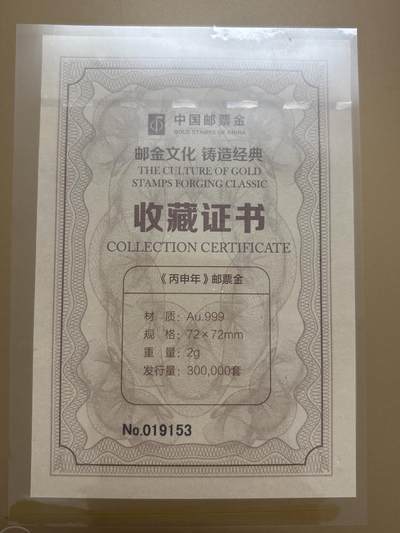 中国邮票金
GOLD STAMPS OF CHINA
邮金文化 铸造经典
THE CULTURE OF GOLD
STAMPS FORGING CLASSIC
收藏证书
COLLECTION CERTIFICATE
《丙申年》邮票金
材 质：Au.999
规 格：72×72mm
重 量：2g
发行量：300,000套
No.019153